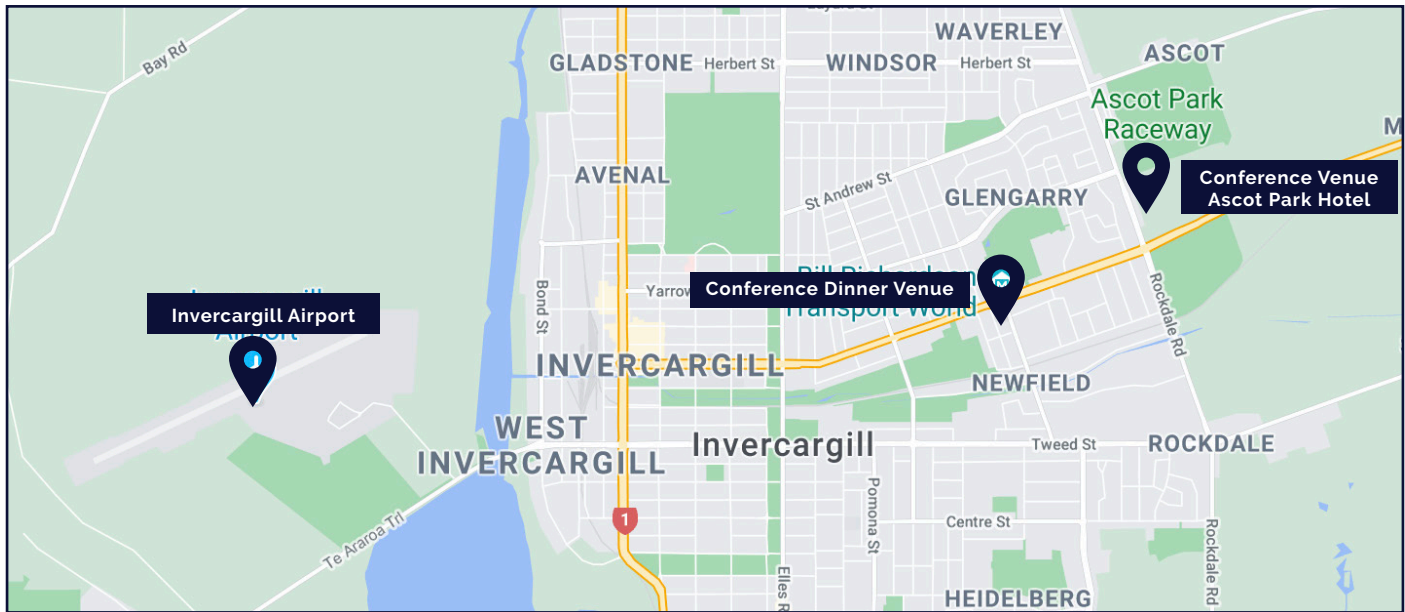 WAVERLEY
GLADSTONE
Herbert St
WINDSOR
Herbert St
ASCOT
Bay Rd
Ascot Park
Raceway
M
AVENAL
St Andrew St
GLENGARRY
Conference Venue
Ascot Park Hotel
Bond St
Yarrow
Conference Dinner Venue
Transport World
Rockdale Rd
Invercargill Airport
Airport
INVERCARGILL
NEWFIELD
WEST
INVERCARGILL
Invercargill
Tweed St
ROCKDALE
1
Pomona St
Centre St
Te Araroa Trl
Rockdale Rd
Elles R
HEIDELBERG